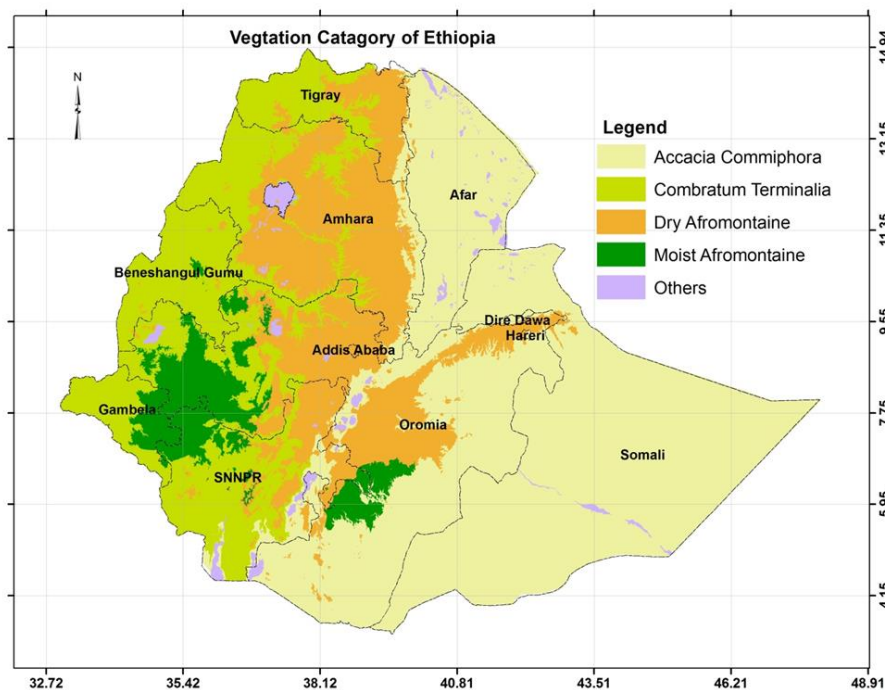 Vegtation Catagory of Ethiopia
N
Tigray
Amhara
Afar
Beneshangul Gumu
Dire Dawa
Hareri
Addis Ababa
Gambela
Oromia
Somali
SNNPR
Legend
Accacia Commiphora
Combratum Terminalia
Dry Afromontaine
Moist Afromontaine
Others
14.94
13.15
11.35
9.55
7.75
5.95
4.15
32.72 35.42 38.12 40.81 43.51 46.21 48.91